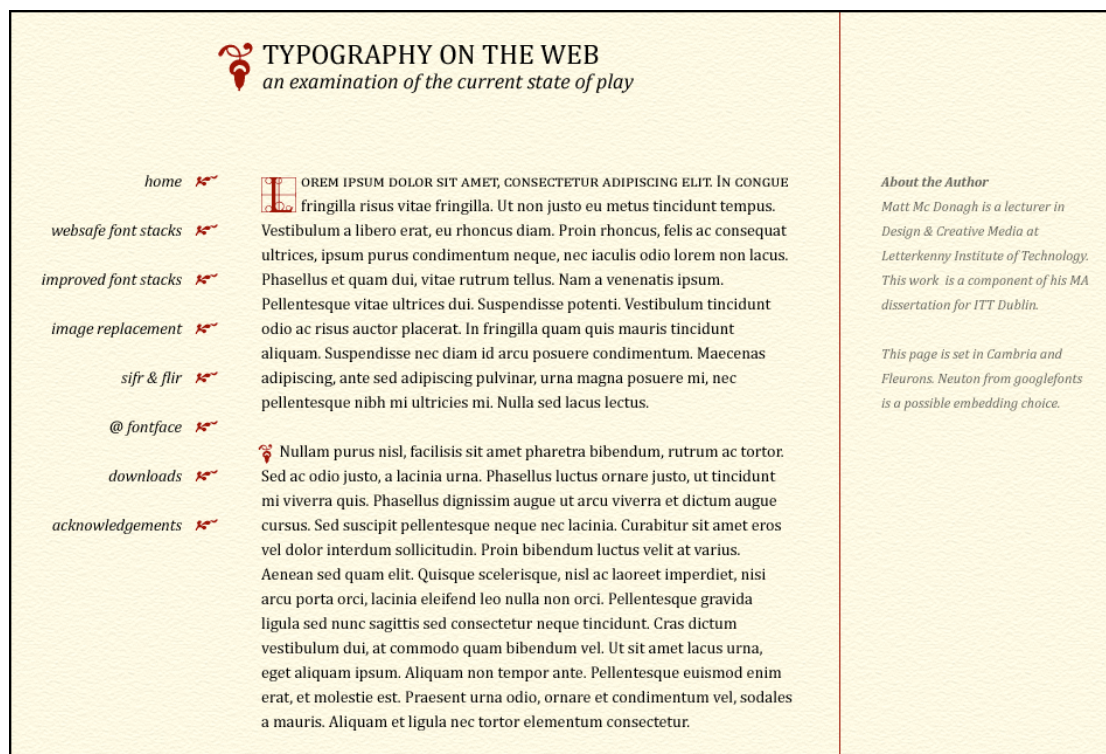 TYPOGRAPHY ON THE WEB
an examination of the current state of play
home
websafe font stacks
improved font stacks
image replacement
sifr & flir
@ fontface
downloads
acknowledgements
LOREM IPSUM DOLOR SIT AMET, CONSECTETUR ADIPISCING ELIT. IN CONGUE
fringilla risus vitae fringilla. Ut non justo eu metus tincidunt tempus.
Vestibulum a libero erat, eu rhoncus diam. Proin rhoncus, felis ac consequat
ultrices, ipsum purus condimentum neque, nec iaculis odio lorem non lacus.
Phasellus et quam dui, vitae rutrum tellus. Nam a venenatis ipsum.
Pellentesque vitae ultrices dui. Suspendisse potenti. Vestibulum tincidunt
odio ac risus auctor placerat. In fringilla quam quis mauris tincidunt
aliquam. Suspendisse nec diam id arcu posuere condimentum. Maecenas
adipiscing, ante sed adipiscing pulvinar, urna magna posuere mi, nec
pellentesque nibh mi ultricies mi. Nulla sed lacus lectus.
Nullam purus nisl, facilisis sit amet pharetra bibendum, rutrum ac tortor.
Sed ac odio justo, a lacinia urna. Phasellus luctus ornare justo, ut tincidunt
mi viverra quis. Phasellus dignissim augue ut arcu viverra et dictum augue
cursus. Sed suscipit pellentesque neque nec lacinia. Curabitur sit amet eros
vel dolor interdum sollicitudin. Proin bibendum luctus velit at varius.
Aenean sed quam elit. Quisque scelerisque, nisl ac laoreet imperdiet, nisi
arcu porta orci, lacinia eleifend leo nulla non orci. Pellentesque gravida
ligula sed nunc sagittis sed consectetur neque tincidunt. Cras dictum
vestibulum dui, at commodo quam bibendum vel. Ut sit amet lacus urna,
eget aliquam ipsum. Aliquam non tempor ante. Pellentesque euismod enim
erat, et molestie est. Praesent urna odio, ornare et condimentum vel, sodales
a mauris. Aliquam et ligula nec tortor elementum consectetur.
About the Author
Matt Mc Donagh is a lecturer in
Design & Creative Media at
Letterkenny Institute of Technology.
This work is a component of his MA
dissertation for ITT Dublin.
This page is set in Cambria and
Fleurons. Neuton from googlefonts
is a possible embedding choice.